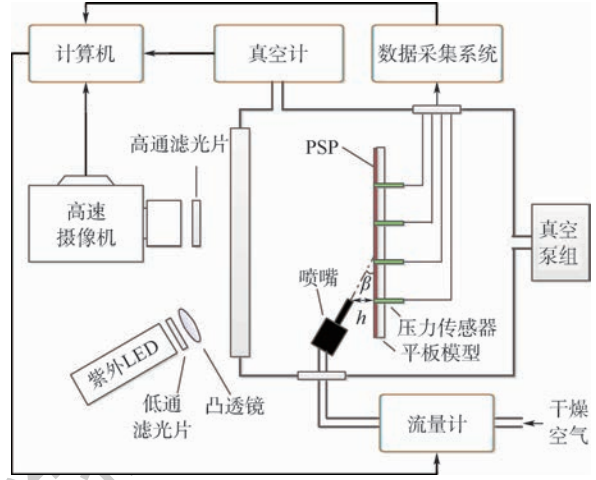 计算机
真空计
数据采集系统
高通滤光片
PSP
高速
摄像机
真空
泵组
喷嘴
β
h
压力传感器
平板模型
紫外LED
低通
滤光片
凸透镜
流量计
干燥
空气